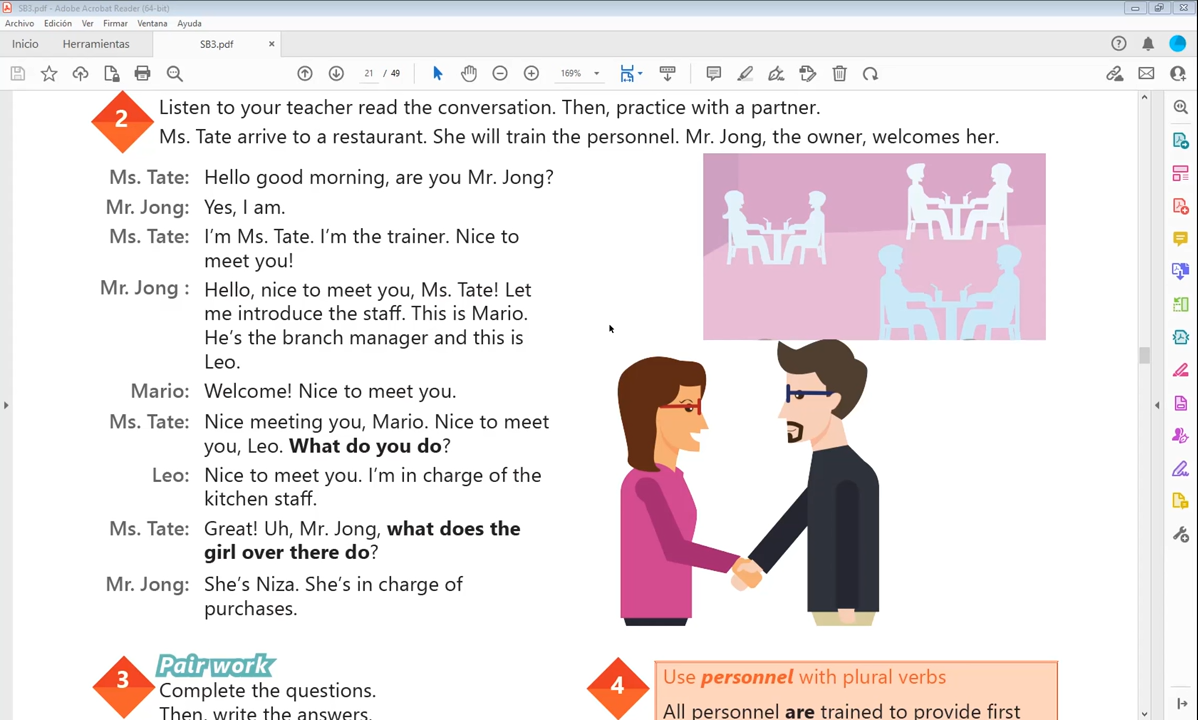 SB3.pdf - Adobe Acrobat Reader (64-bit)
Archivo Edición Ver Firmar Ventana Ayuda
Inicio Herramientas SB3.pdf ×
21 / 49 169%
2 Listen to your teacher read the conversation. Then, practice with a partner.
Ms. Tate arrive to a restaurant. She will train the personnel. Mr. Jong, the owner, welcomes her.
Ms. Tate: Hello good morning, are you Mr. Jong?
Mr. Jong: Yes, I am.
Ms. Tate: I'm Ms. Tate. I'm the trainer. Nice to
meet you!
Mr. Jong : Hello, nice to meet you, Ms. Tate! Let
me introduce the staff. This is Mario.
He's the branch manager and this is
Leo.
Mario: Welcome! Nice to meet you.
Ms. Tate: Nice meeting you, Mario. Nice to meet
you, Leo. What do you do?
Leo: Nice to meet you. I'm in charge of the
kitchen staff.
Ms. Tate: Great! Uh, Mr. Jong, what does the
girl over there do?
Mr. Jong: She's Niza. She's in charge of
purchases.
3 Pair work
Complete the questions.
Then, write the answers.
4 Use personnel with plural verbs
All personnel are trained to provide first